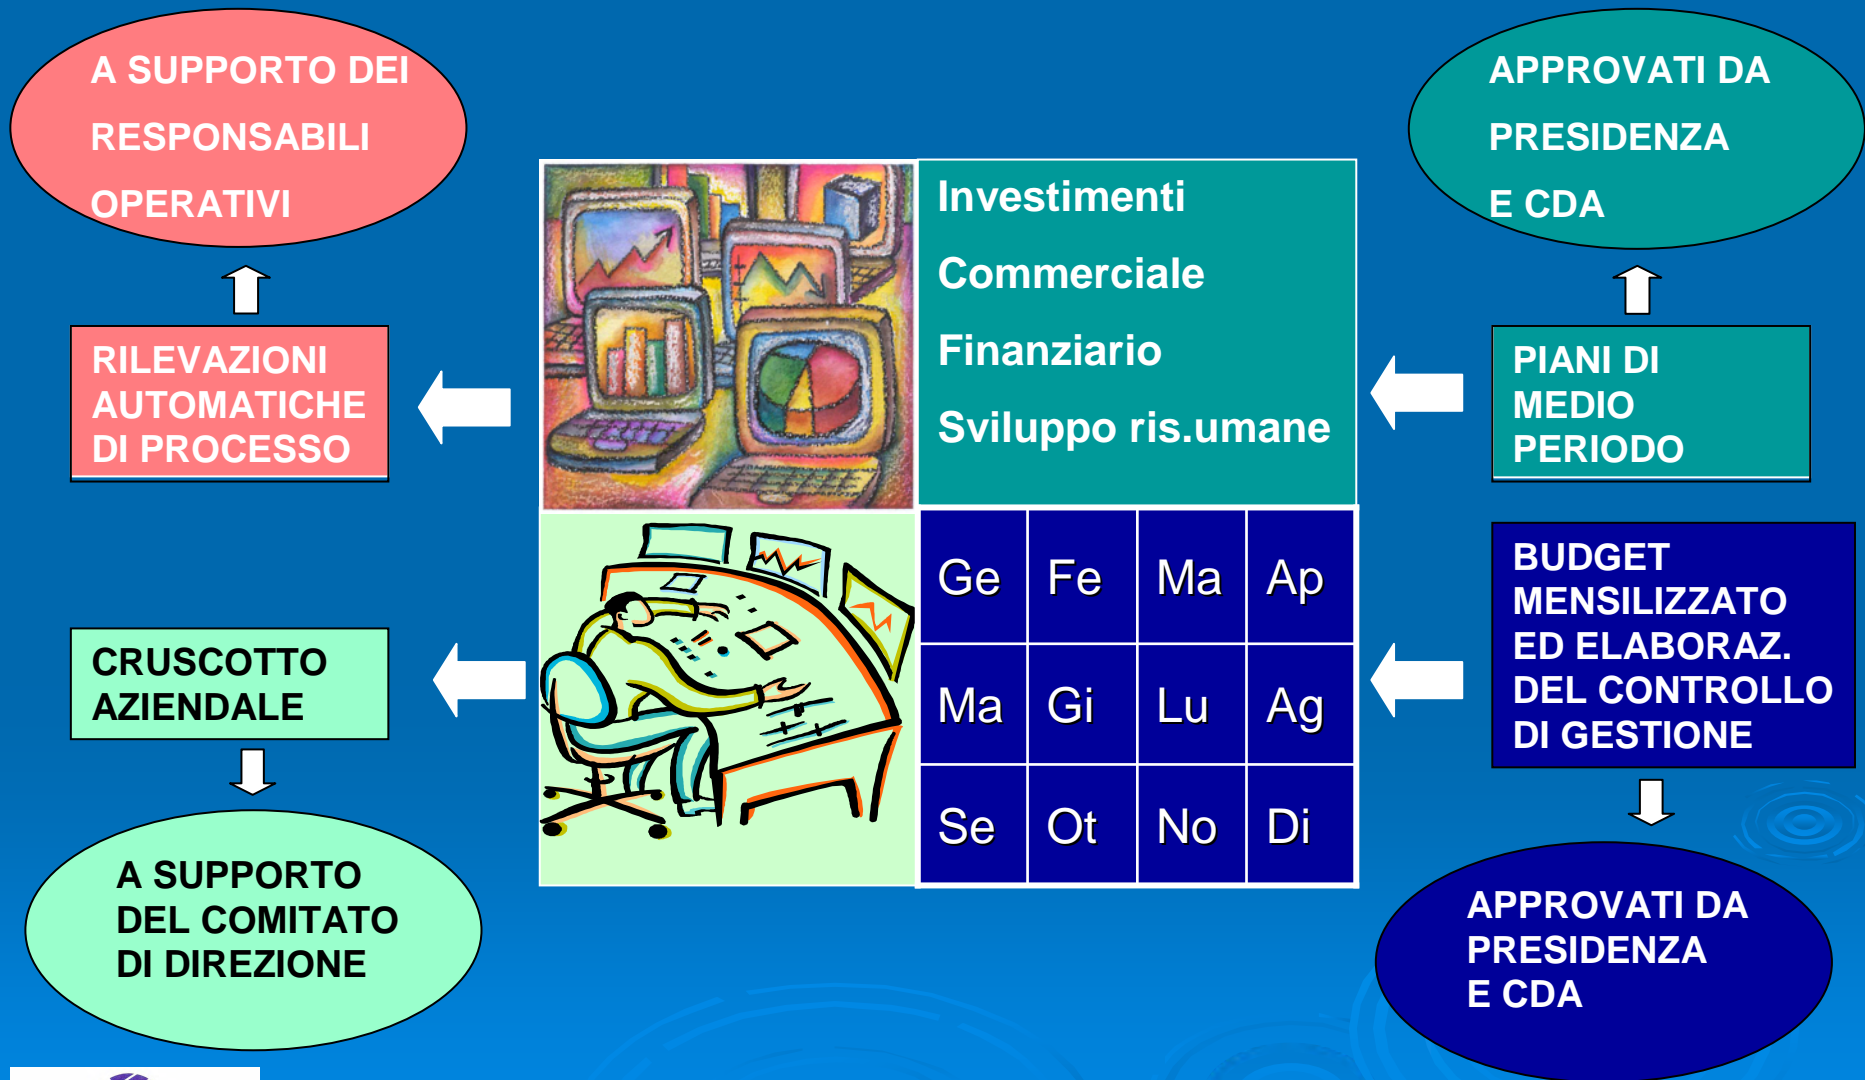 A SUPPORTO DEI
RESPONSABILI
OPERATIVI
RILEVAZIONI
AUTOMATICHE
DI PROCESSO
CRUSCOTTO
AZIENDALE
A SUPPORTO
DEL COMITATO
DI DIREZIONE
Investimenti
Commerciale
Finanziario
Sviluppo ris.umane
Ge Fe Ma Ap
Ma Gi Lu Ag
Se Ot No Di
APPROVATI DA
PRESIDENZA
E CDA
PIANI DI
MEDIO
PERIODO
BUDGET
MENSILIZZATO
ED ELABORAZ.
DEL CONTROLLO
DI GESTIONE
APPROVATI DA
PRESIDENZA
E CDA